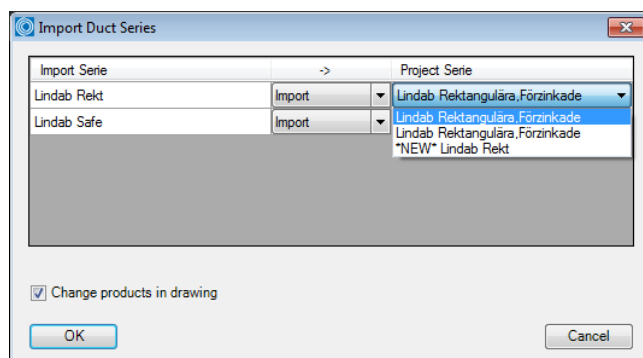 Import Duct Series
Import Serie -> Project Serie
Lindab Rekt Import Lindab Rektangulära,Förzinkade
Lindab Safe Import Lindab Rektangulära,Förzinkade
Lindab Rektangulära,Förzinkade
*NEW* Lindab Rekt
Change products in drawing
OK Cancel